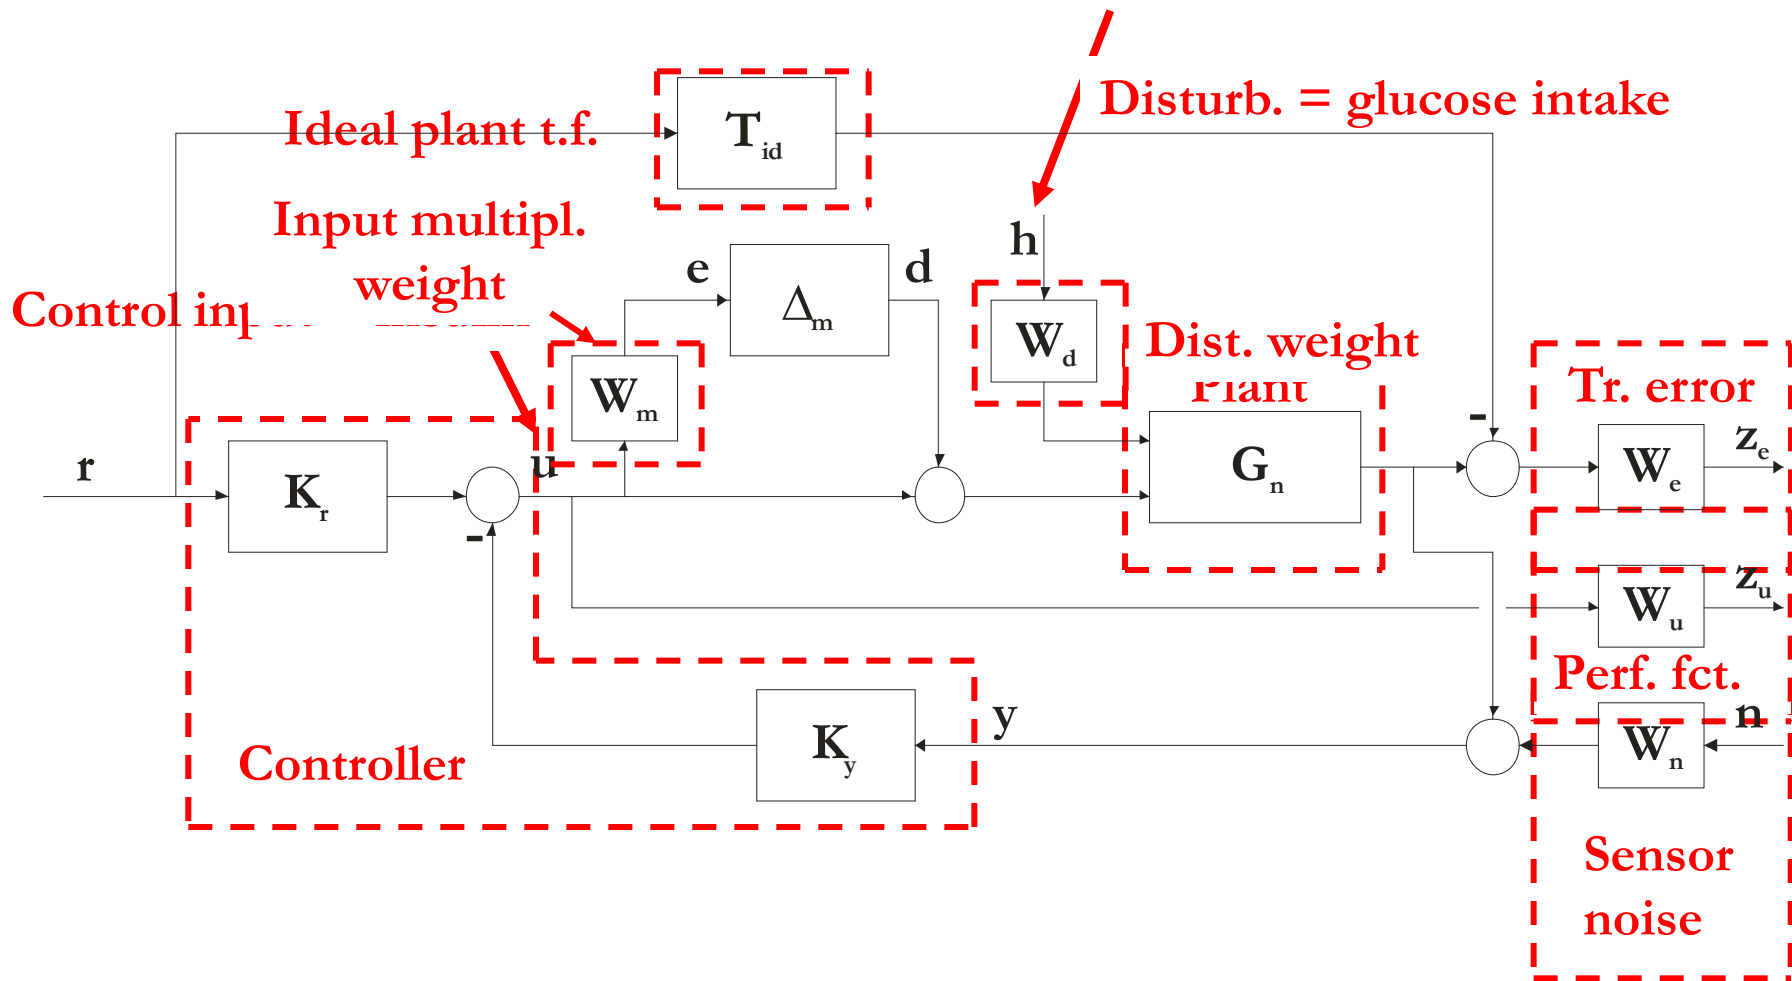 Disturb. = glucose intake
Ideal plant t.f.
T
id
Input multipl.
weight
h
e
d
Δ
m
Control
W
d
Dist. weight
Plant
Tr. error
W
m
-
z
e
r
u
K
r
G
n
W
e
-
z
u
W
u
Perf. fct.
y
n
K
y
W
n
Controller
Sensor
noise